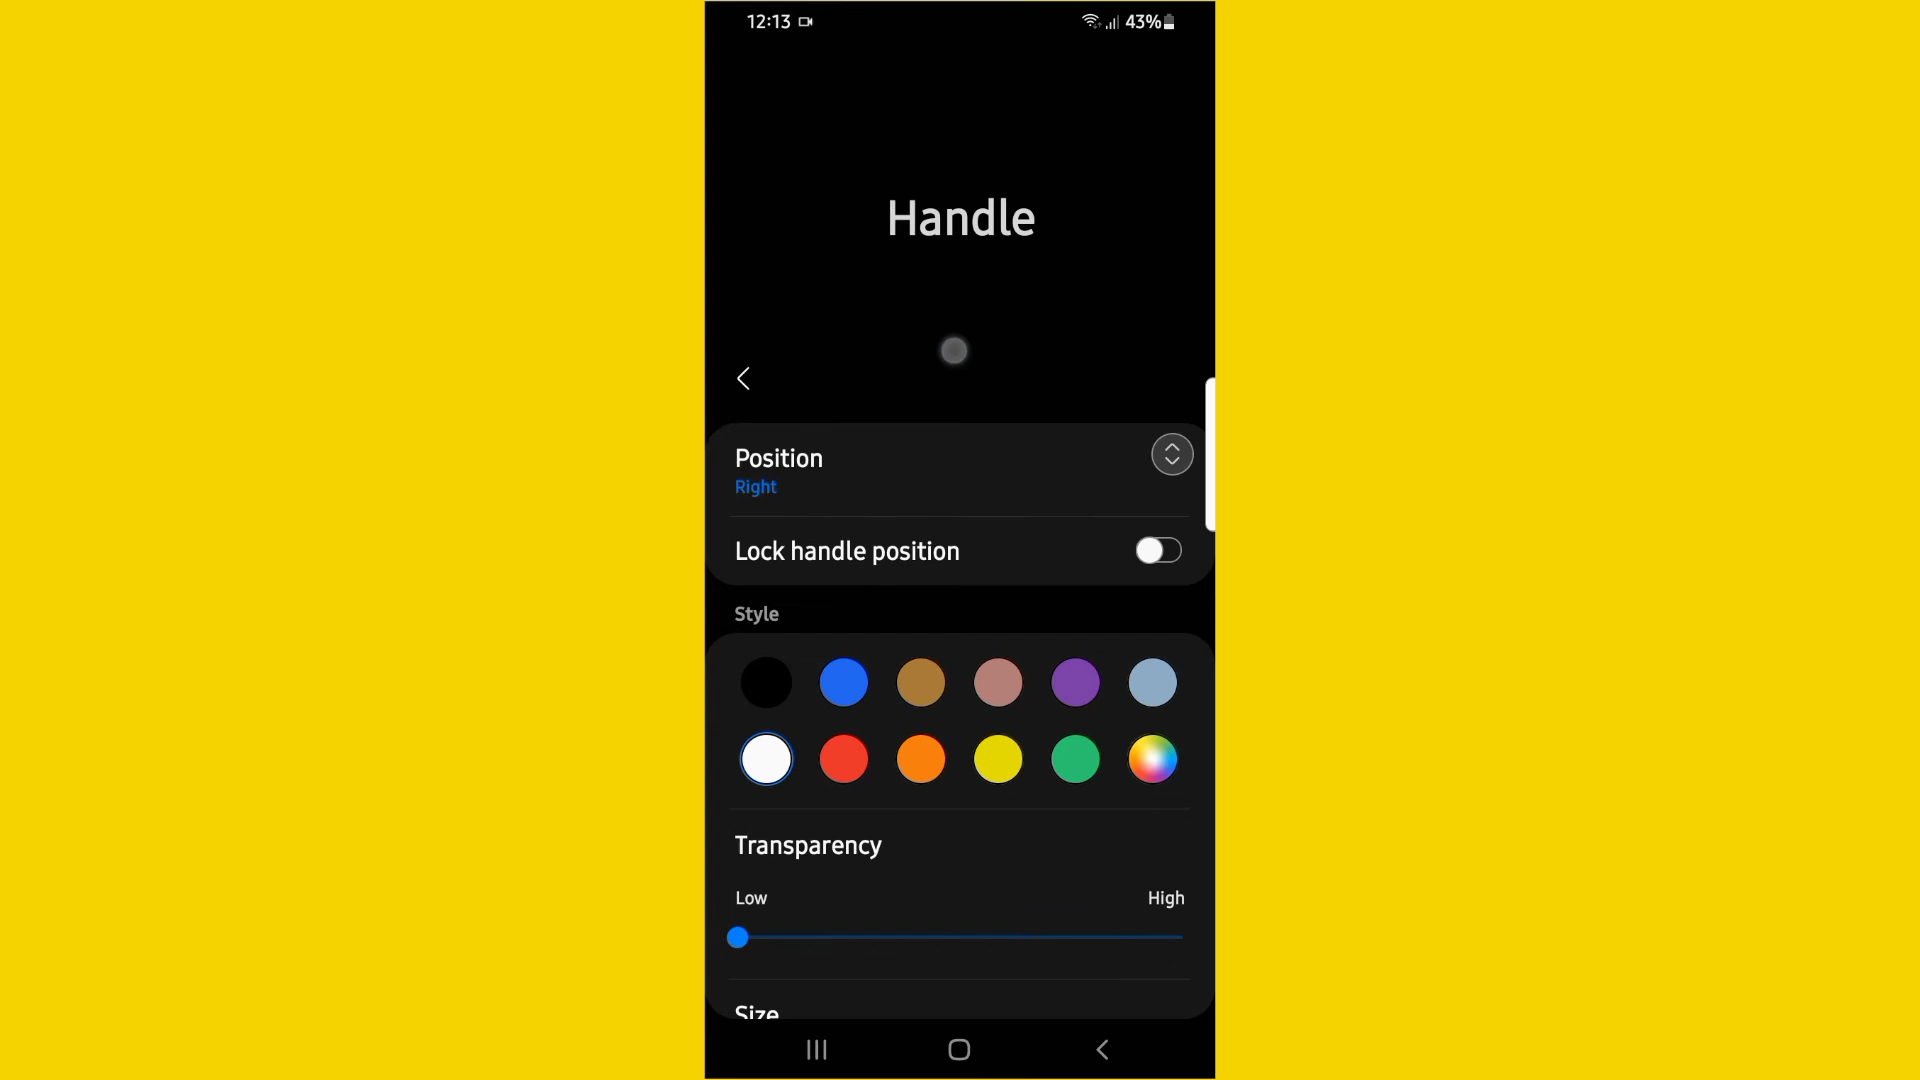 12:13
43%
Handle
Position
Right
Lock handle position
Style
Transparency
Low
High
Size